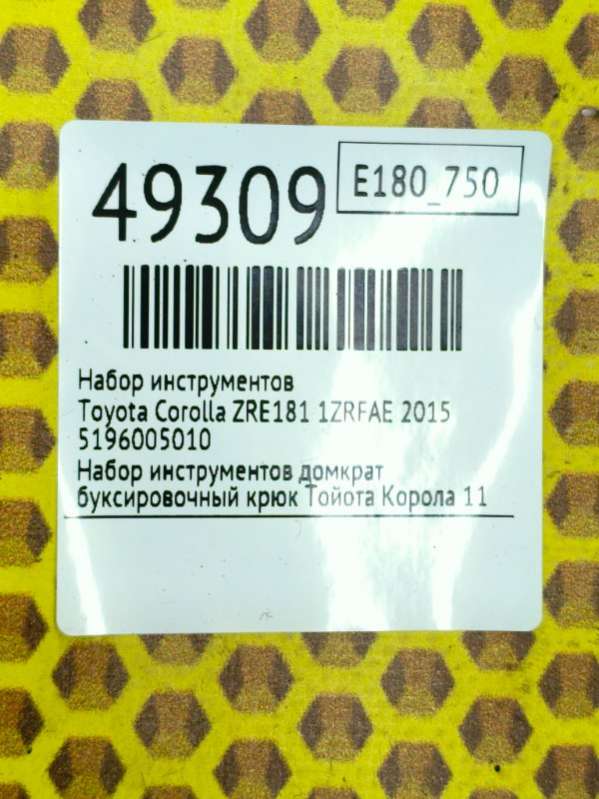 49309
E180_750
Набор инструментов
Toyota Corolla ZRE181 1ZRFAE 2015
5196005010
Набор инструментов домкрат
буксировочный крюк Тойота Корола 11